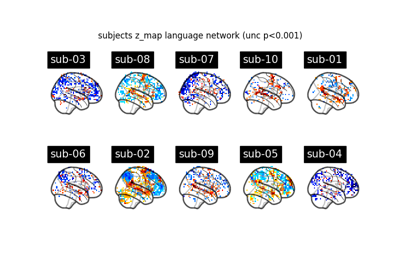 subjects z_map language network (unc p<0.001)
sub-03 sub-08 sub-07 sub-10 sub-01
sub-06 sub-02 sub-09 sub-05 sub-04